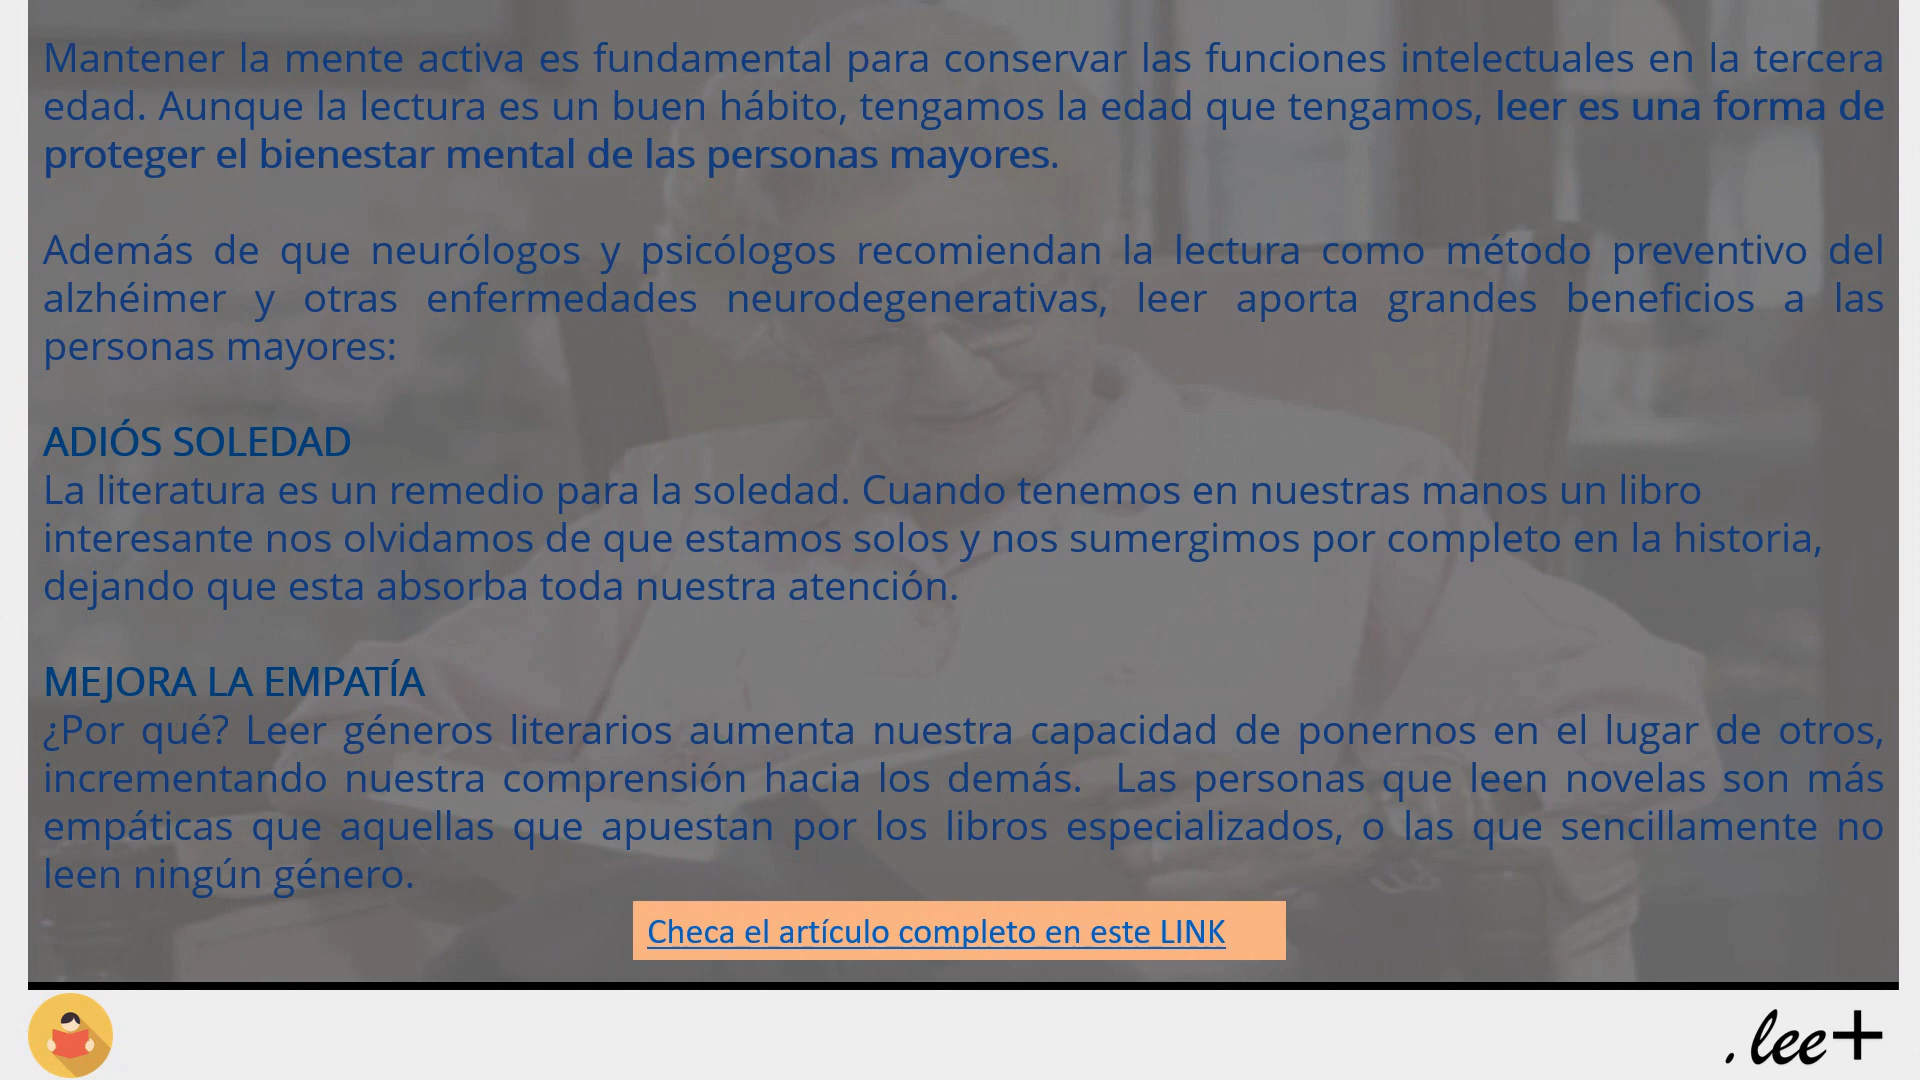 Mantener la mente activa es fundamental para conservar las funciones intelectuales en la tercera
edad. Aunque la lectura es un buen hábito, tengamos la edad que tengamos, leer es una forma de
proteger el bienestar mental de las personas mayores.
Además de que neurólogos y psicólogos recomiendan la lectura como método preventivo del
alzhéimer y otras enfermedades neurodegenerativas, leer aporta grandes beneficios a las
personas mayores:
ADIÓS SOLEDAD
La literatura es un remedio para la soledad. Cuando tenemos en nuestras manos un libro
interesante nos olvidamos de que estamos solos y nos sumergimos por completo en la historia,
dejando que esta absorba toda nuestra atención.
MEJORA LA EMPATÍA
¿Por qué? Leer géneros literarios aumenta nuestra capacidad de ponernos en el lugar de otros,
incrementando nuestra comprensión hacia los demás.  Las personas que leen novelas son más
empáticas que aquellas que apuestan por los libros especializados, o las que sencillamente no
leen ningún género.
Checa el artículo completo en este LINK
. lee+